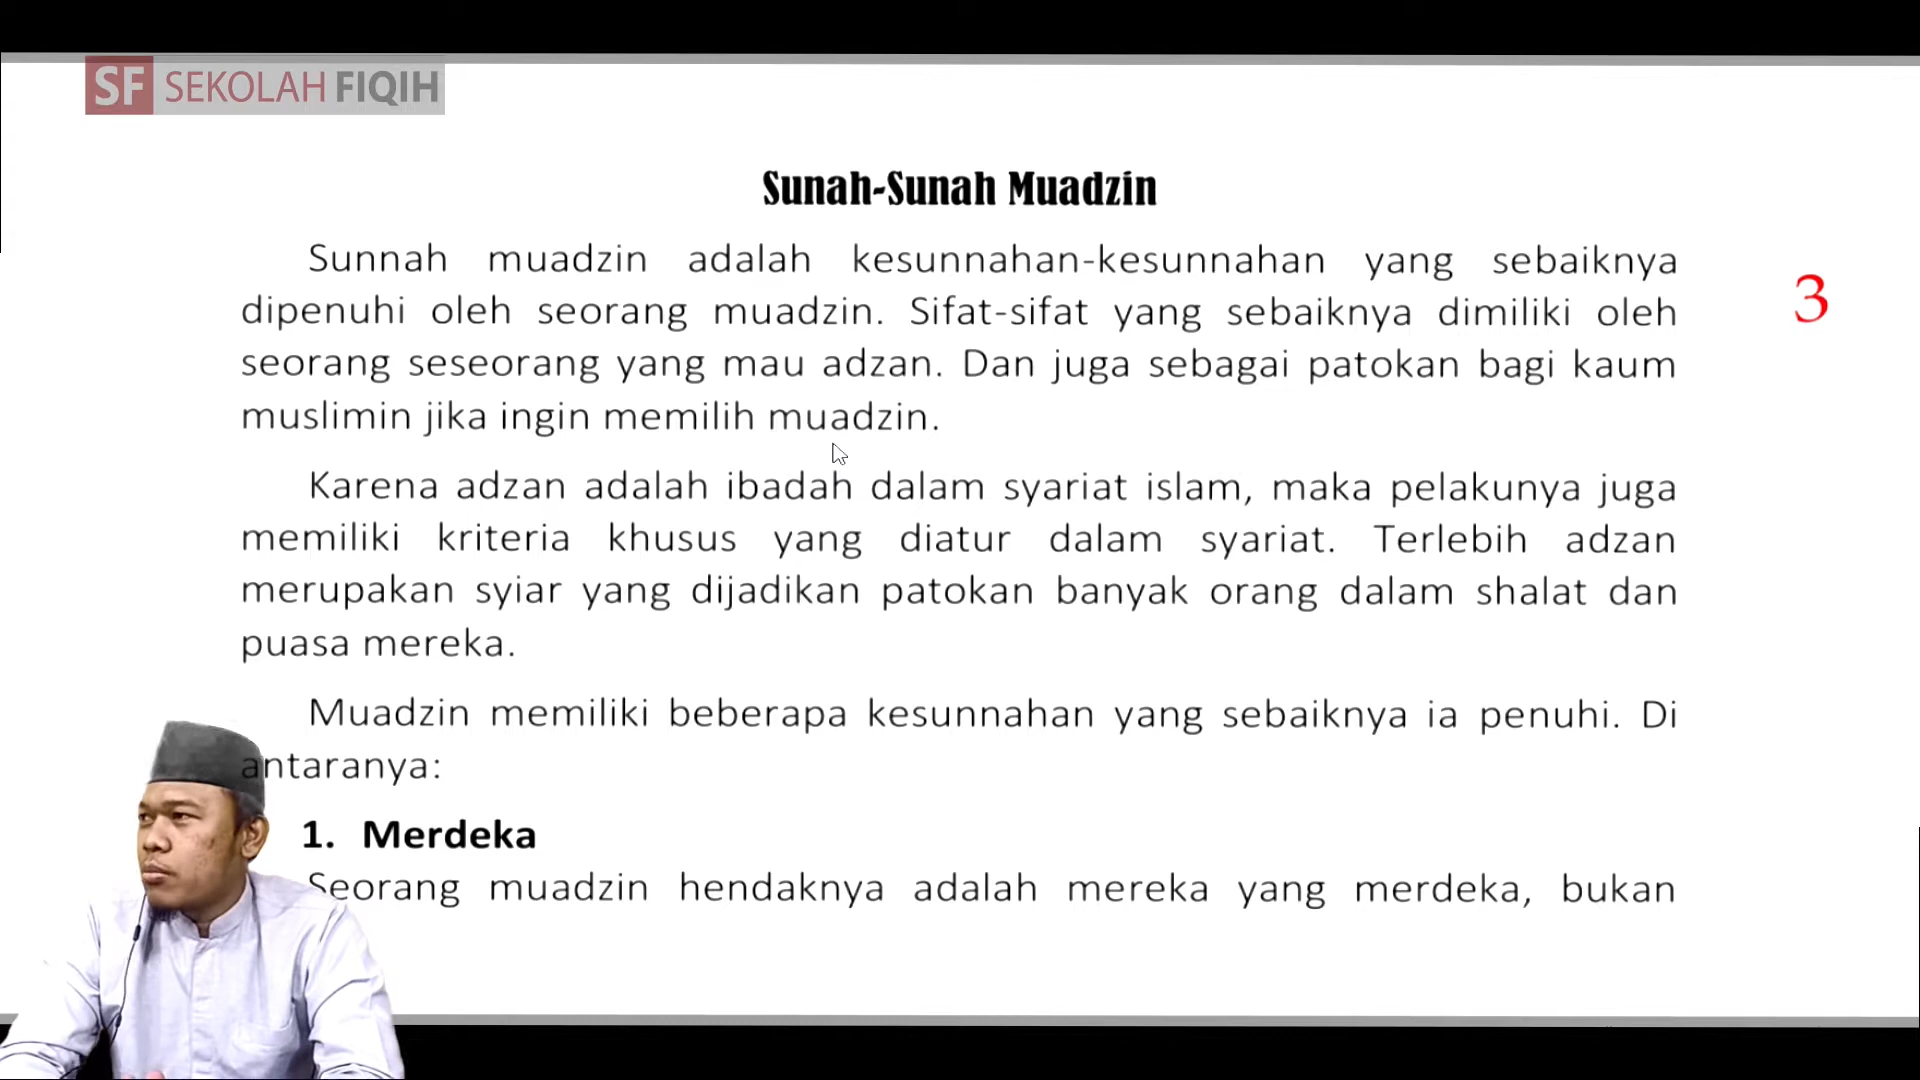 SF SEKOLAH FIQIH
Sunah-Sunah Muadzin
Sunnah muadzin adalah kesunnahan-kesunnahan yang sebaiknya
dipenuhi oleh seorang muadzin. Sifat-sifat yang sebaiknya dimiliki oleh
seorang seseorang yang mau adzan. Dan juga sebagai patokan bagi kaum
muslimin jika ingin memilih muadzin.
3
Karena adzan adalah ibadah dalam syariat islam, maka pelakunya juga
memiliki kriteria khusus yang diatur dalam syariat. Terlebih adzan
merupakan syiar yang dijadikan patokan banyak orang dalam shalat dan
puasa mereka.
Muadzin memiliki beberapa kesunnahan yang sebaiknya ia penuhi. Di
antaranya:
1. Merdeka
Seorang muadzin hendaknya adalah mereka yang merdeka, bukan